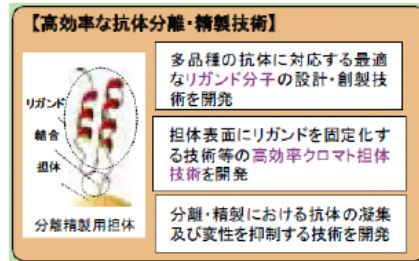 【高効率な抗体分離・精製技術】
リガンド
結合
担体
分離精製用担体
多品種の抗体に対応する最適
なリガンド分子の設計・創製技
術を開発
担体表面にリガンドを固定化す
る技術等の高効率クロマト担体
技術を開発
分離・精製における抗体の凝集
及び変性を抑制する技術を開発